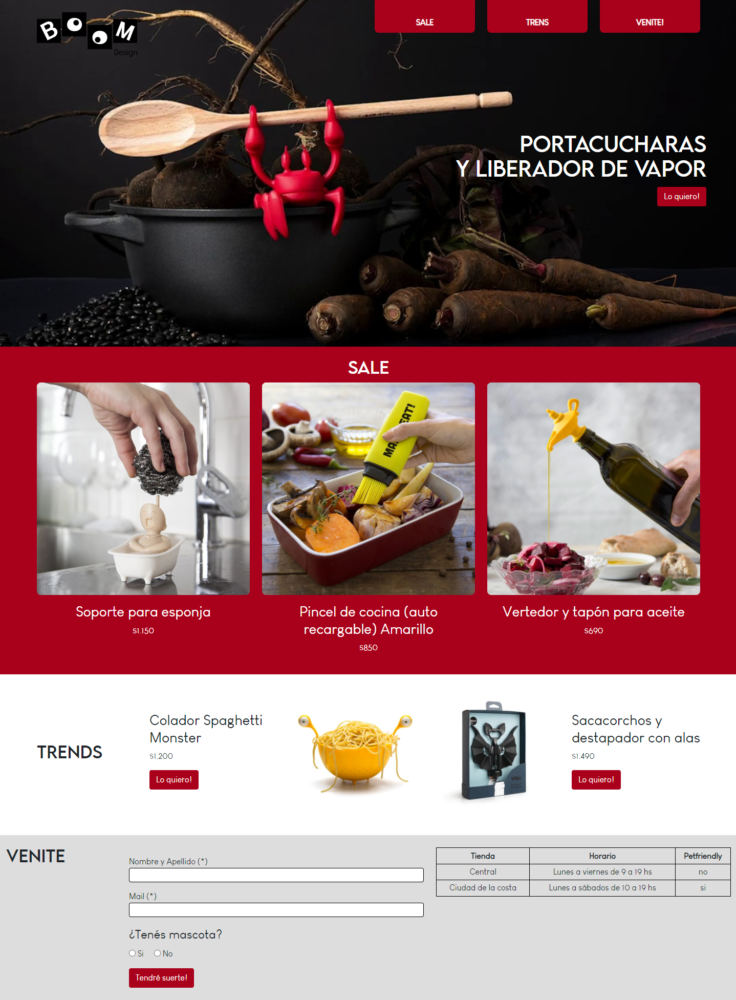 BOOM
Design
SALE
TRENS
VENITE!
PORTACUCHARAS
Y LIBERADOR DE VAPOR
Lo quiero!
SALE
Soporte para esponja
$1.150
Pincel de cocina (auto
recargable) Amarillo
$850
Vertedor y tapón para aceite
$690
TRENDS
Colador Spaghetti
Monster
$1.200
Lo quiero!
VINO
Sacacorchos y
destapador con alas
$1.490
Lo quiero!
VENITE
Nombre y Apellido (*)
Mail (*)
¿Tenés mascota?
Si No
Tendré suerte!
Tienda Horario Petfriendly
Central Lunes a viernes de 9 a 19 hs no
Ciudad de la costa Lunes a sábados de 10 a 19 hs si